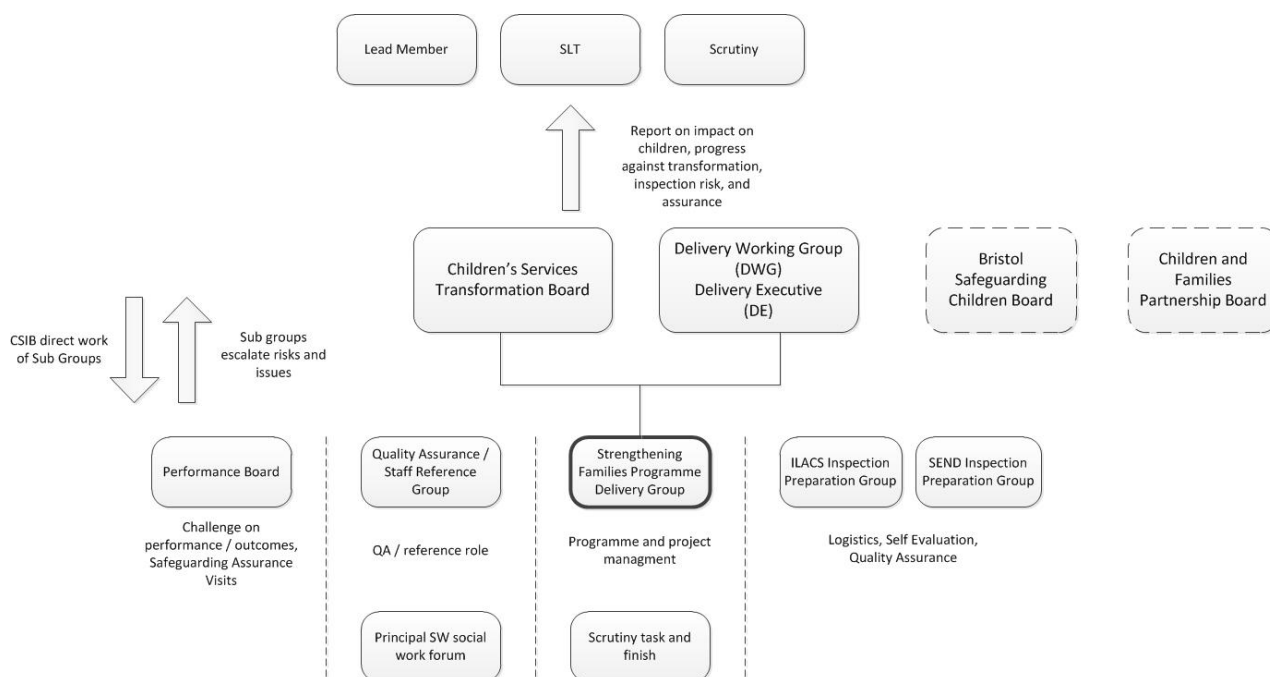 Lead Member
SLT
Scrutiny
Report on impact on
children, progress
against transformation,
inspection risk, and
assurance
Children’s Services
Transformation Board
Delivery Working Group
(DWG)
Delivery Executive
(DE)
Bristol
Safeguarding
Children Board
Children and
Families
Partnership Board
CSIB direct work
of Sub Groups
Sub groups
escalate risks and
issues
Performance Board
Quality Assurance /
Staff Reference
Group
Strengthening
Families Programme
Delivery Group
ILACS Inspection
Preparation Group
SEND Inspection
Preparation Group
Challenge on
performance / outcomes,
Safeguarding Assurance
Visits
QA / reference role
Programme and project
managment
Logistics, Self Evaluation,
Quality Assurance
Principal SW social
work forum
Scrutiny task and
finish